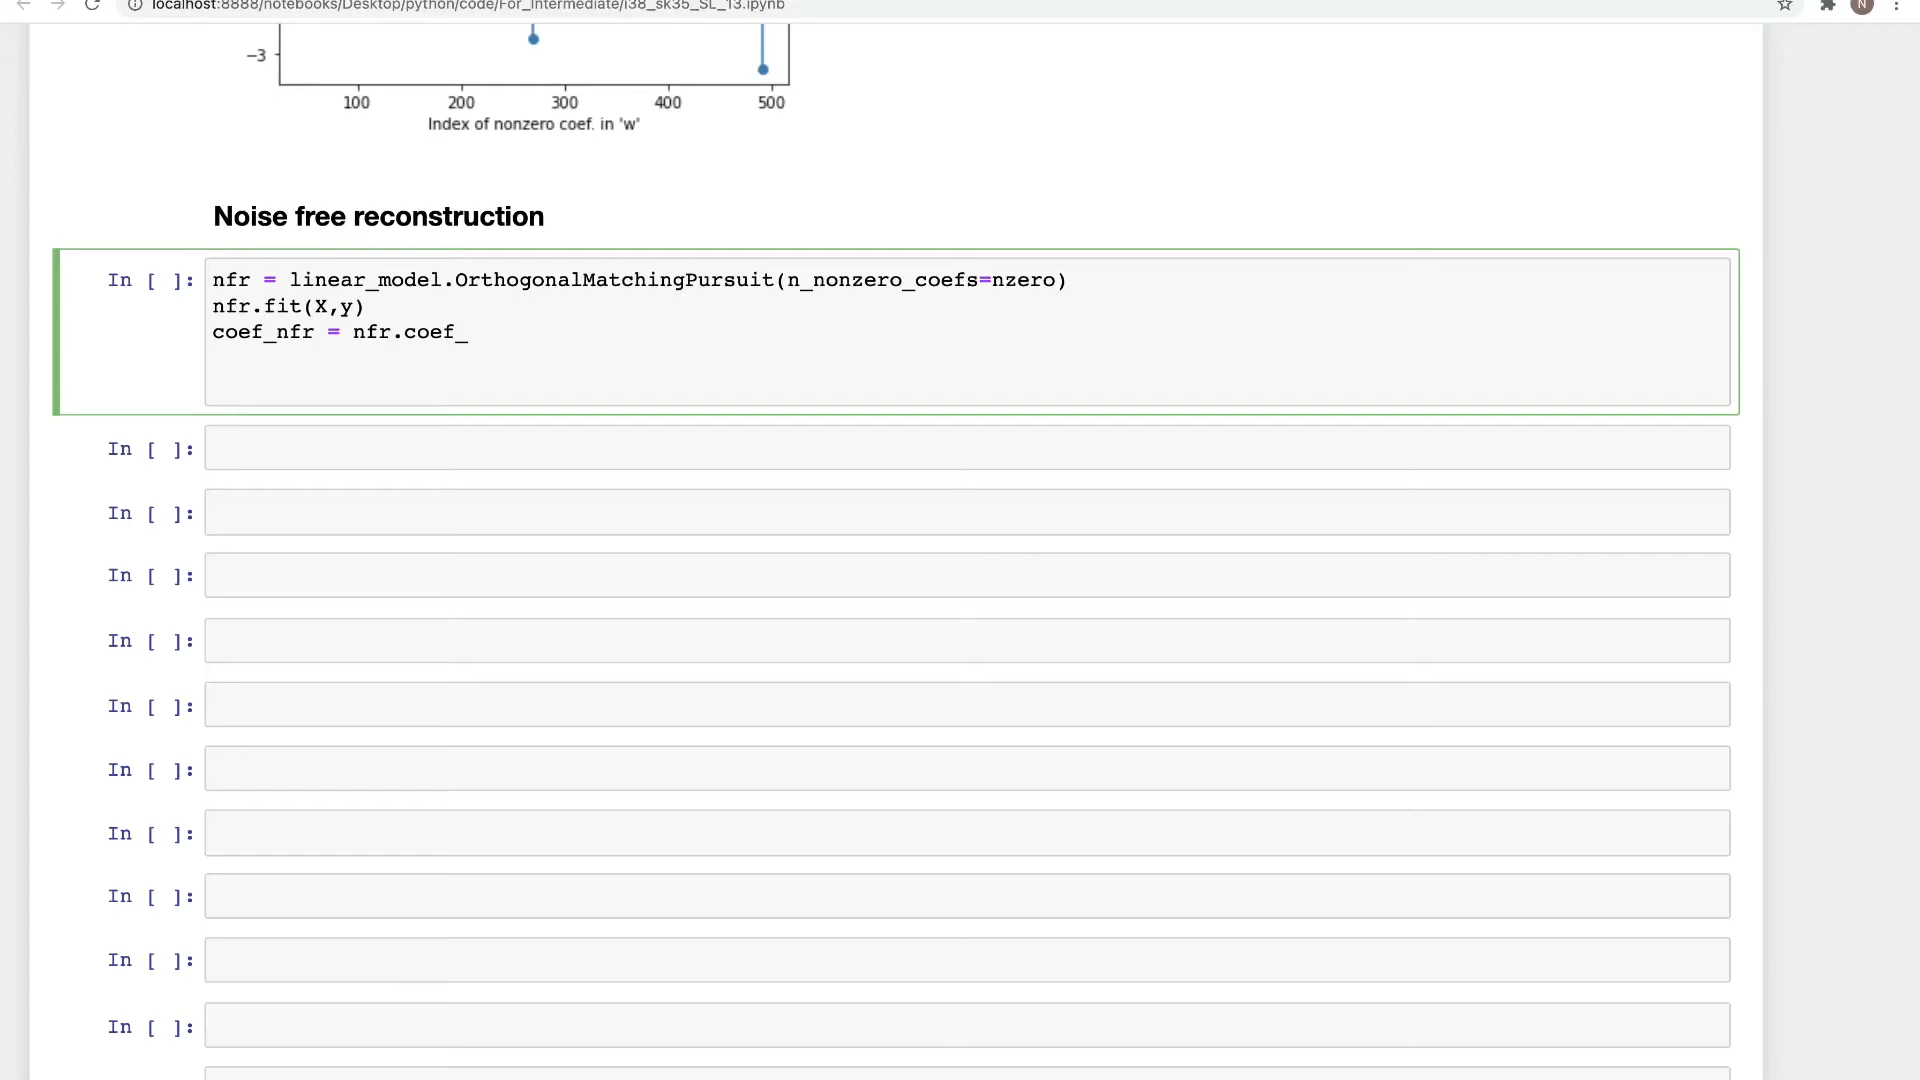 localhost:8888/notebooks/Desktop/python/code/For_Intermediate/i38_sk35_SL_13.ipynb
N
−3
100 200 300 400 500
Index of nonzero coef. in 'w'
Noise free reconstruction
In [ ]: nfr = linear_model.OrthogonalMatchingPursuit(n_nonzero_coefs=nzero)
nfr.fit(X,y)
coef_nfr = nfr.coef_
In [ ]:
In [ ]:
In [ ]:
In [ ]:
In [ ]:
In [ ]:
In [ ]:
In [ ]:
In [ ]:
In [ ]: